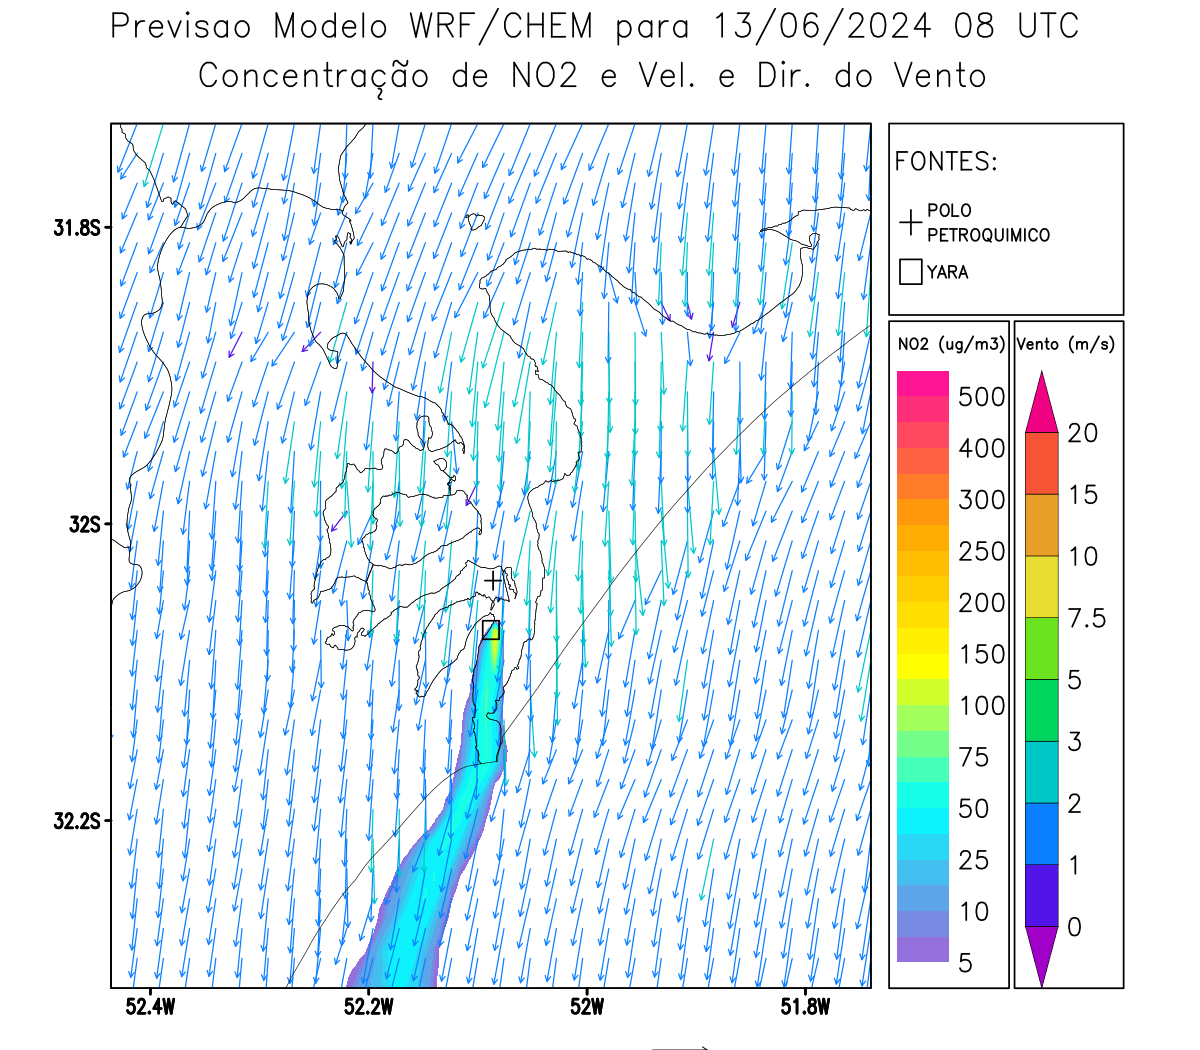 Previsao Modelo WRF/CHEM para 13/06/2024 08 UTC
Concentração de NO2 e Vel. e Dir. do Vento
FONTES:
POLO
PETROQUIMICO
YARA
NO2 (ug/m3)
500
400
300
250
200
150
100
75
50
25
10
5
Vento (m/s)
20
15
10
7.5
5
3
2
1
0
31.8S
32S
32.2S
52.4W 52.2W 52W 51.8W